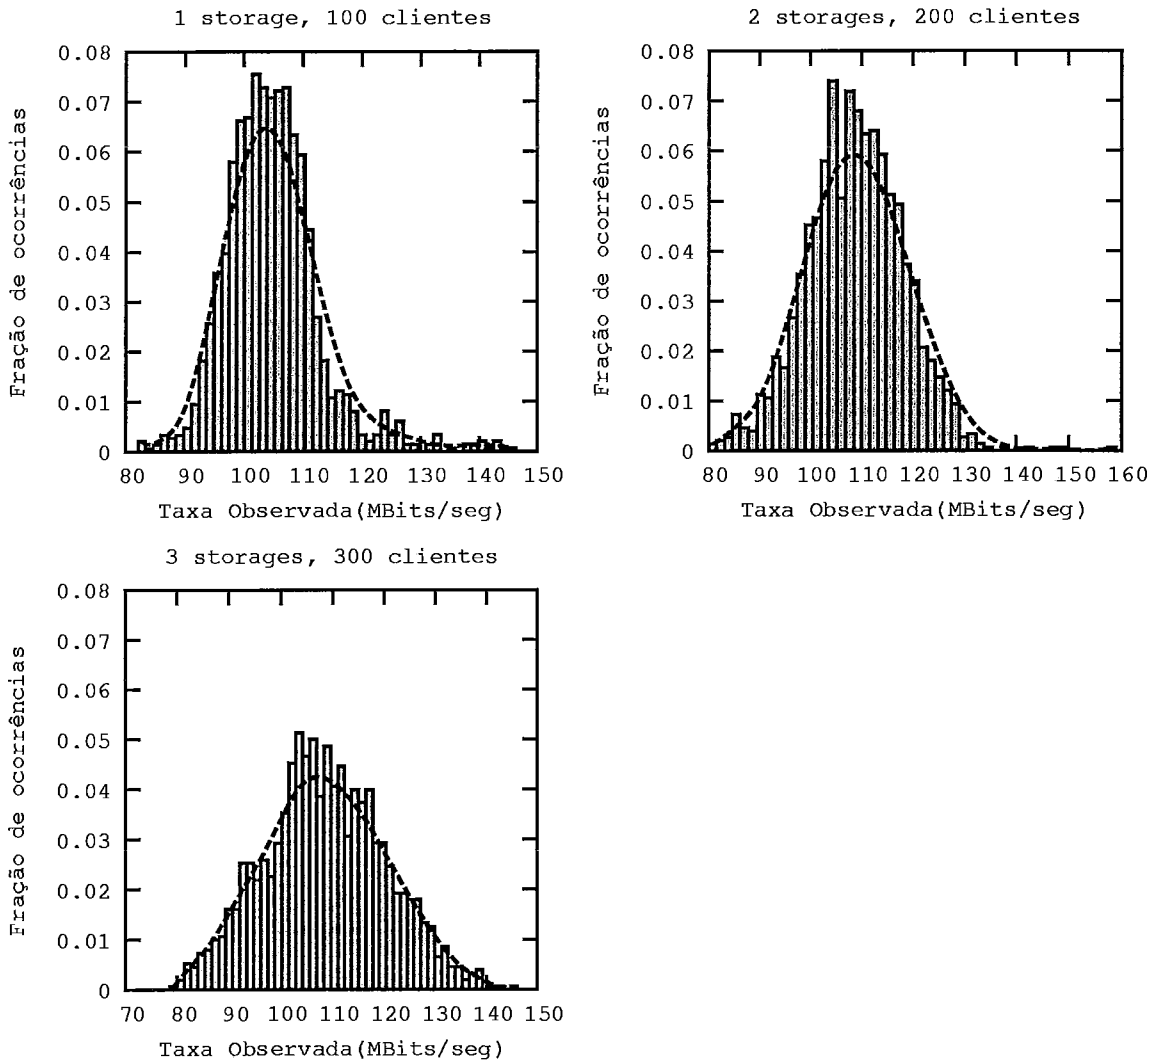 1 storage, 100 clientes
Fração de ocorrências
0.08
0.07
0.06
0.05
0.04
0.03
0.02
0.01
0
80 90 100 110 120 130 140 150
Taxa Observada(MBits/seg)
2 storages, 200 clientes
Fração de ocorrências
0.08
0.07
0.06
0.05
0.04
0.03
0.02
0.01
0
80 90 100 110 120 130 140 150 160
Taxa Observada(MBits/seg)
3 storages, 300 clientes
Fração de ocorrências
0.08
0.07
0.06
0.05
0.04
0.03
0.02
0.01
0
70 80 90 100 110 120 130 140 150
Taxa Observada(MBits/seg)